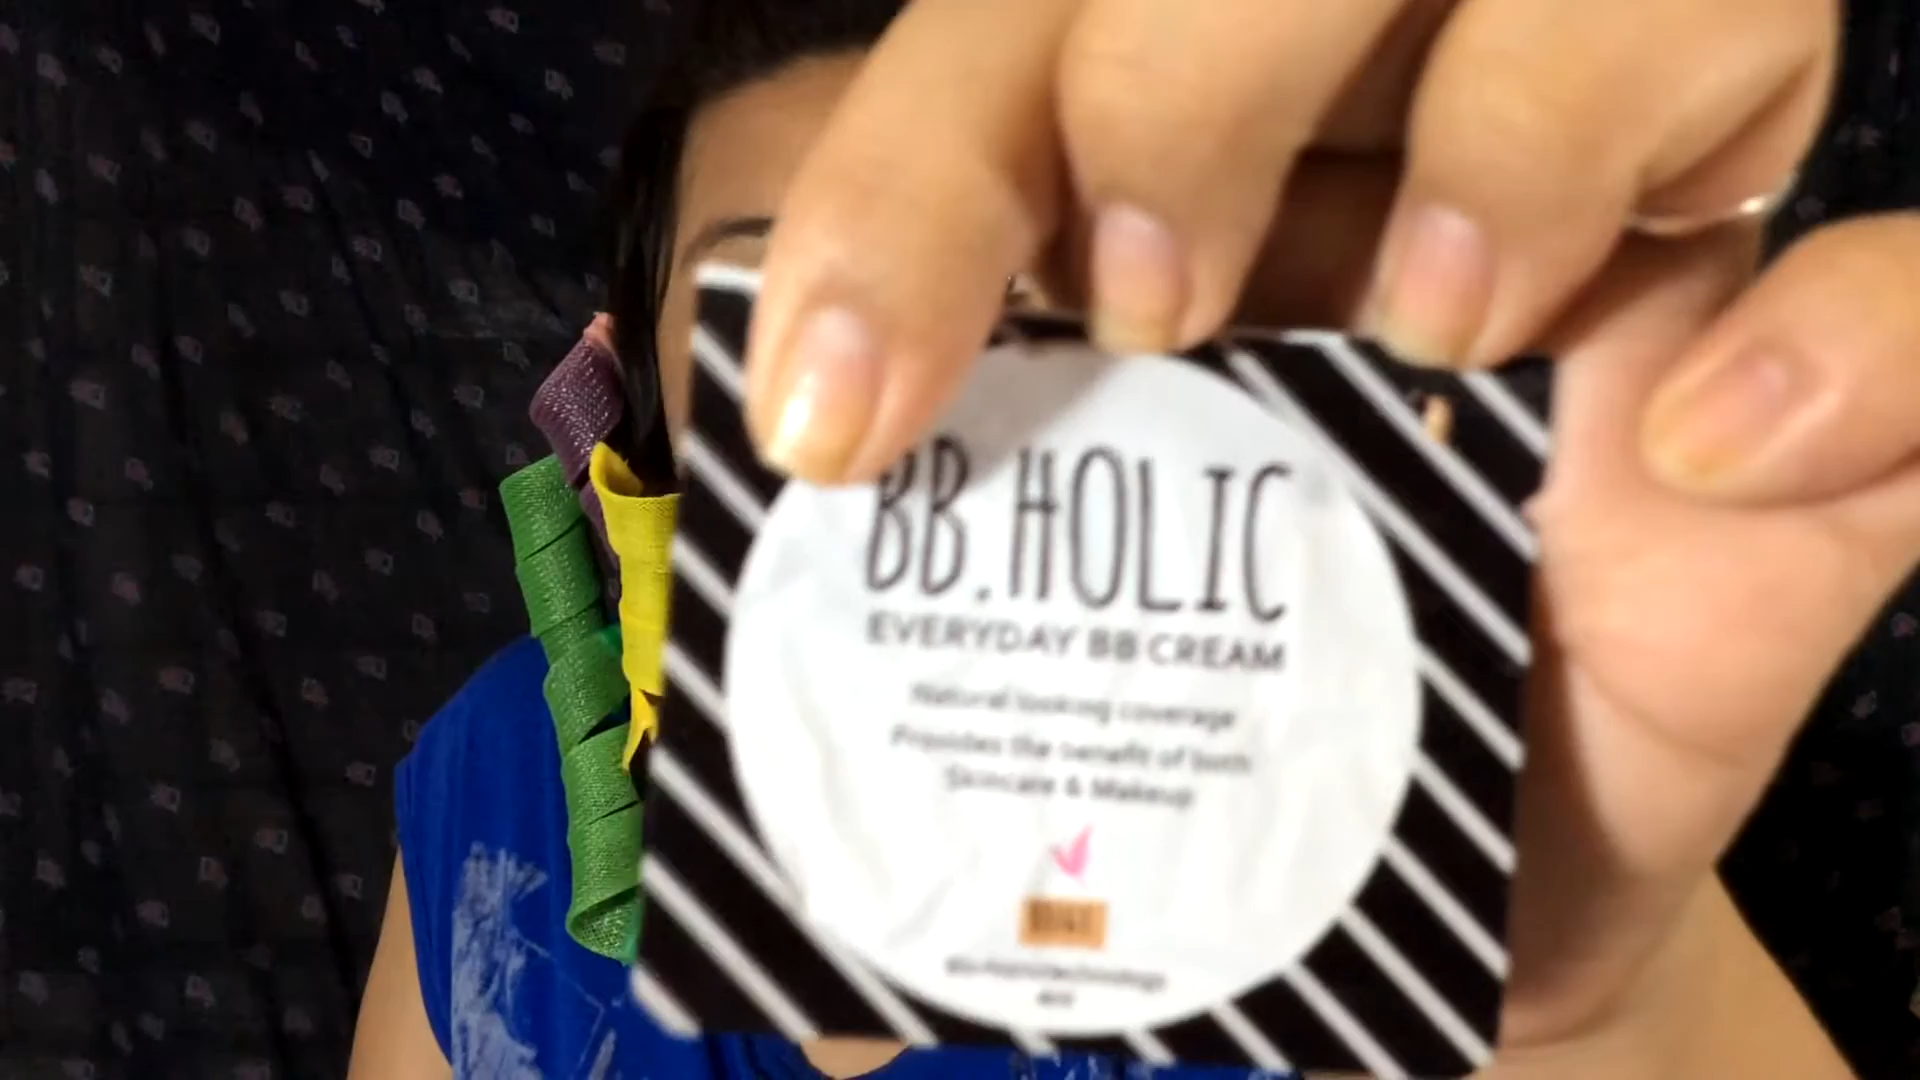 BB.HOLIC
EVERYDAY BB CREAM
Natural looking coverage
Provides the benefit of both
Skincare & Makeup